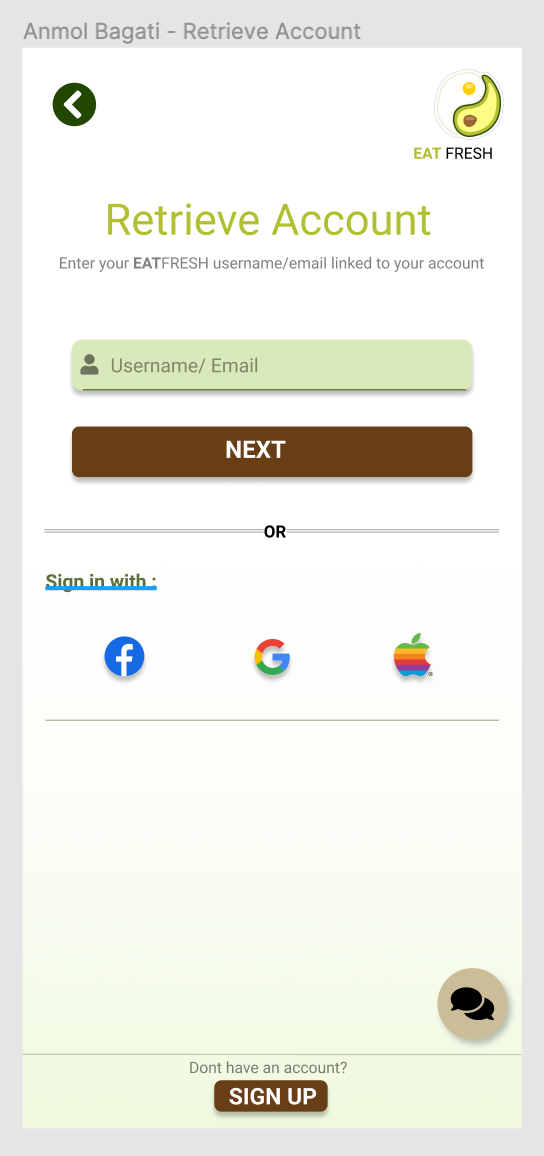 Anmol Bagati - Retrieve Account
EAT FRESH
Retrieve Account
Enter your EATFRESH username/email linked to your account
Username/ Email
NEXT
OR
Sign in with :
Dont have an account?
SIGN UP